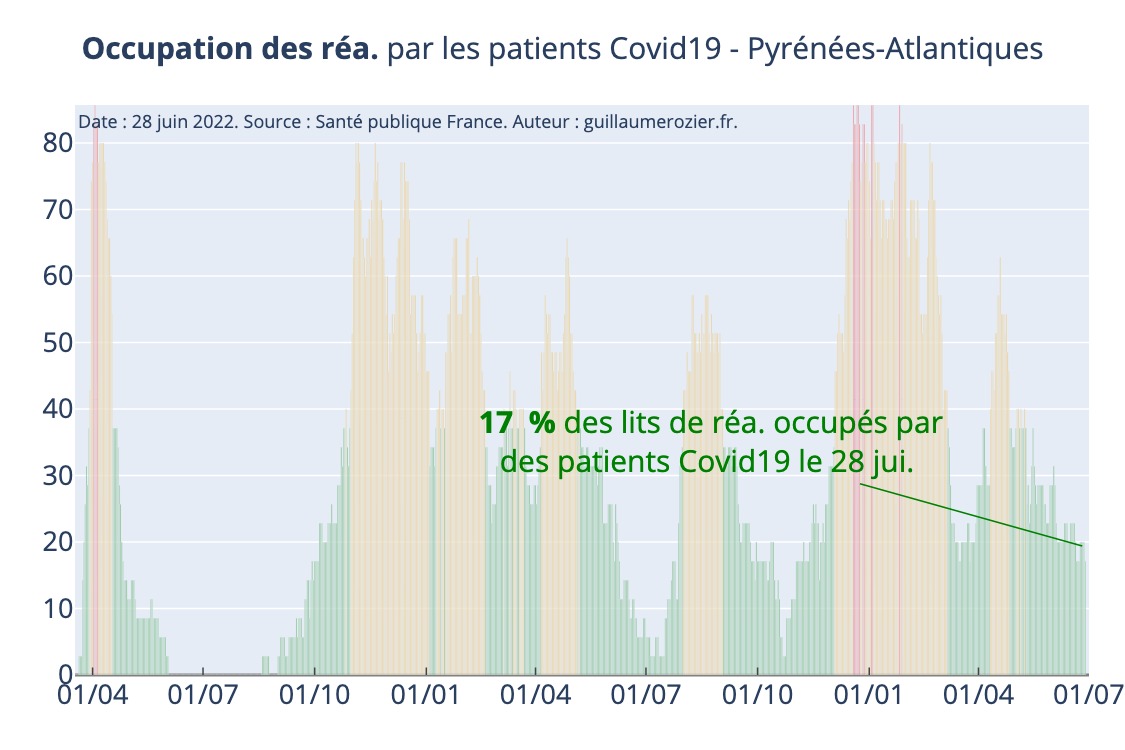 Occupation des réa. par les patients Covid19 - Pyrénées-Atlantiques
Date : 28 juin 2022. Source : Santé publique France. Auteur : guillaumerozier.fr.
80
70
60
50
40
17 % des lits de réa. occupés par
des patients Covid19 le 28 jui.
30
20
10
0
01/04 01/07 01/10 01/01 01/04 01/07 01/10 01/01 01/04 01/07